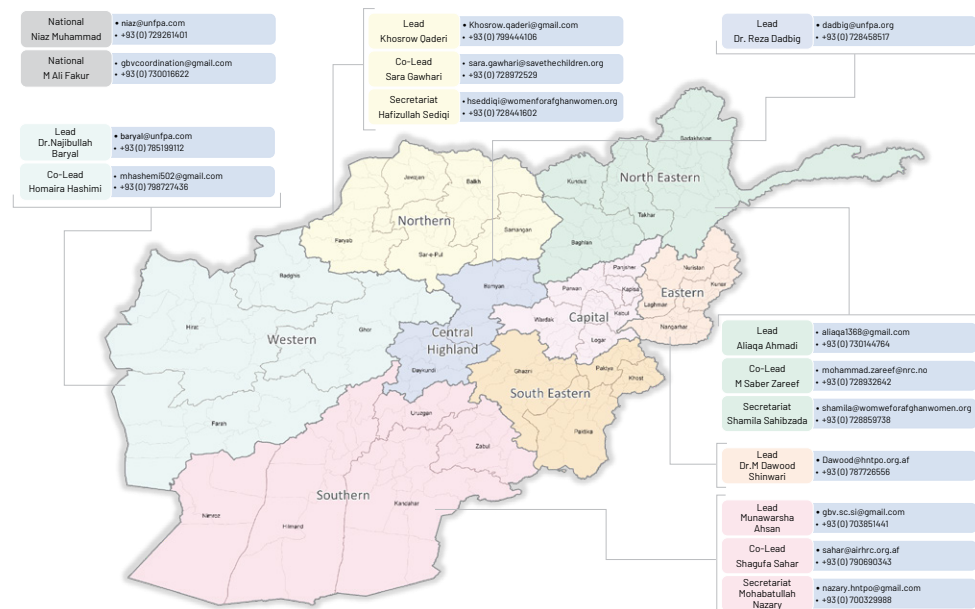 National
Niaz Muhammad
• niaz@unfpa.com
• +93(0)729261401
National
M Ali Fakur
• gbvcoordination@gmail.com
• +93(0)730016622
Lead
Khosrow Qaderi
• Khosrow.qaderi@gmail.com
• +93(0)799444106
Co-Lead
Sara Gawhari
• sara.gawhari@savethechildren.org
• +93(0)728972529
Secretariat
Hafizullah Sediqi
• hseddiqi@womenforafghanwomen.org
• +93(0)728441602
Lead
Dr. Reza Dadbig
• dadbig@unfpa.org
• +93(0)728458517
Lead
Dr.Najibullah
Baryal
• baryal@unfpa.com
• +93(0)785199112
Co-Lead
Homaira Hashimi
• mhashemi502@gmail.com
• +93(0)798727436
Badakhshan
North Eastern
Kunduz
Takhar
Baghlan
Jawzjan
Balkh
Northern
Samangan
Faryab
Sar-e-Pul
Badghis
Hirat
Western
Ghor
Farah
Bamyan
Central
Highland
Daykundi
Panjsher
Parwan
Kapisa
Capital
Kabul
Wardak
Logar
Nuristan
Kunar
Eastern
Laghman
Nangarhar
Ghazni
Paktya
Khost
South Eastern
Paktika
Uruzgan
Zabul
Southern
Kandahar
Nimroz
Hilmand
Lead
Aliaqa Ahmadi
• aliaqa1368@gmail.com
• +93(0)730144764
Co-Lead
M Saber Zareef
• mohammad.zareef@nrc.no
• +93(0)728932642
Secretariat
Shamila Sahibzada
• shamila@womweforafghanwomen.org
• +93(0)728859738
Lead
Dr.M Dawood
Shinwari
• Dawood@hntpo.org.af
• +93(0)787726556
Lead
Munawarsha
Ahsan
• gbv.sc.si@gmail.com
• +93(0)703851441
Co-Lead
Shagufa Sahar
• sahar@airhrc.org.af
• +93(0)790690343
Secretariat
Mohabatullah
Nazary
• nazary.hntpo@gmail.com
• +93(0)700329988